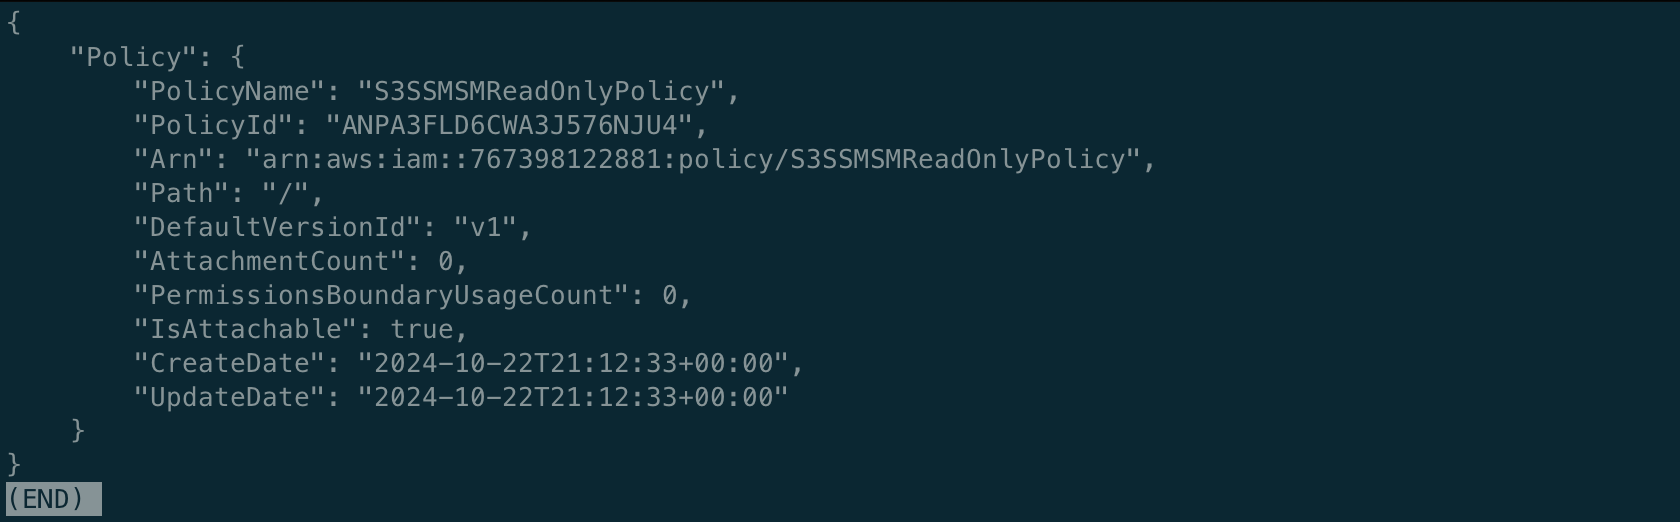 {
    "Policy": {
        "PolicyName": "S3SSMSMReadOnlyPolicy",
        "PolicyId": "ANPA3FLD6CWA3J576NJU4",
        "Arn": "arn:aws:iam::767398122881:policy/S3SSMSMReadOnlyPolicy",
        "Path": "/",
        "DefaultVersionId": "v1",
        "AttachmentCount": 0,
        "PermissionsBoundaryUsageCount": 0,
        "IsAttachable": true,
        "CreateDate": "2024-10-22T21:12:33+00:00",
        "UpdateDate": "2024-10-22T21:12:33+00:00"
    }
}
(END)